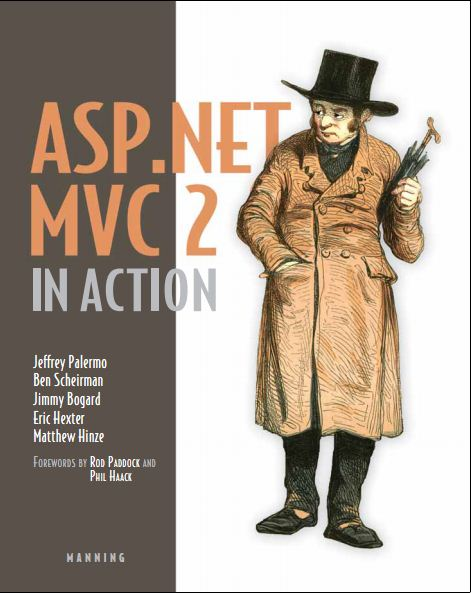 ASP.NET
MVC 2
IN ACTION
Jeffrey Palermo
Ben Scheirman
Jimmy Bogard
Eric Hexter
Matthew Hinze
FOREWORDS BY ROD PADDOCK AND
PHIL HAACK
MANNING